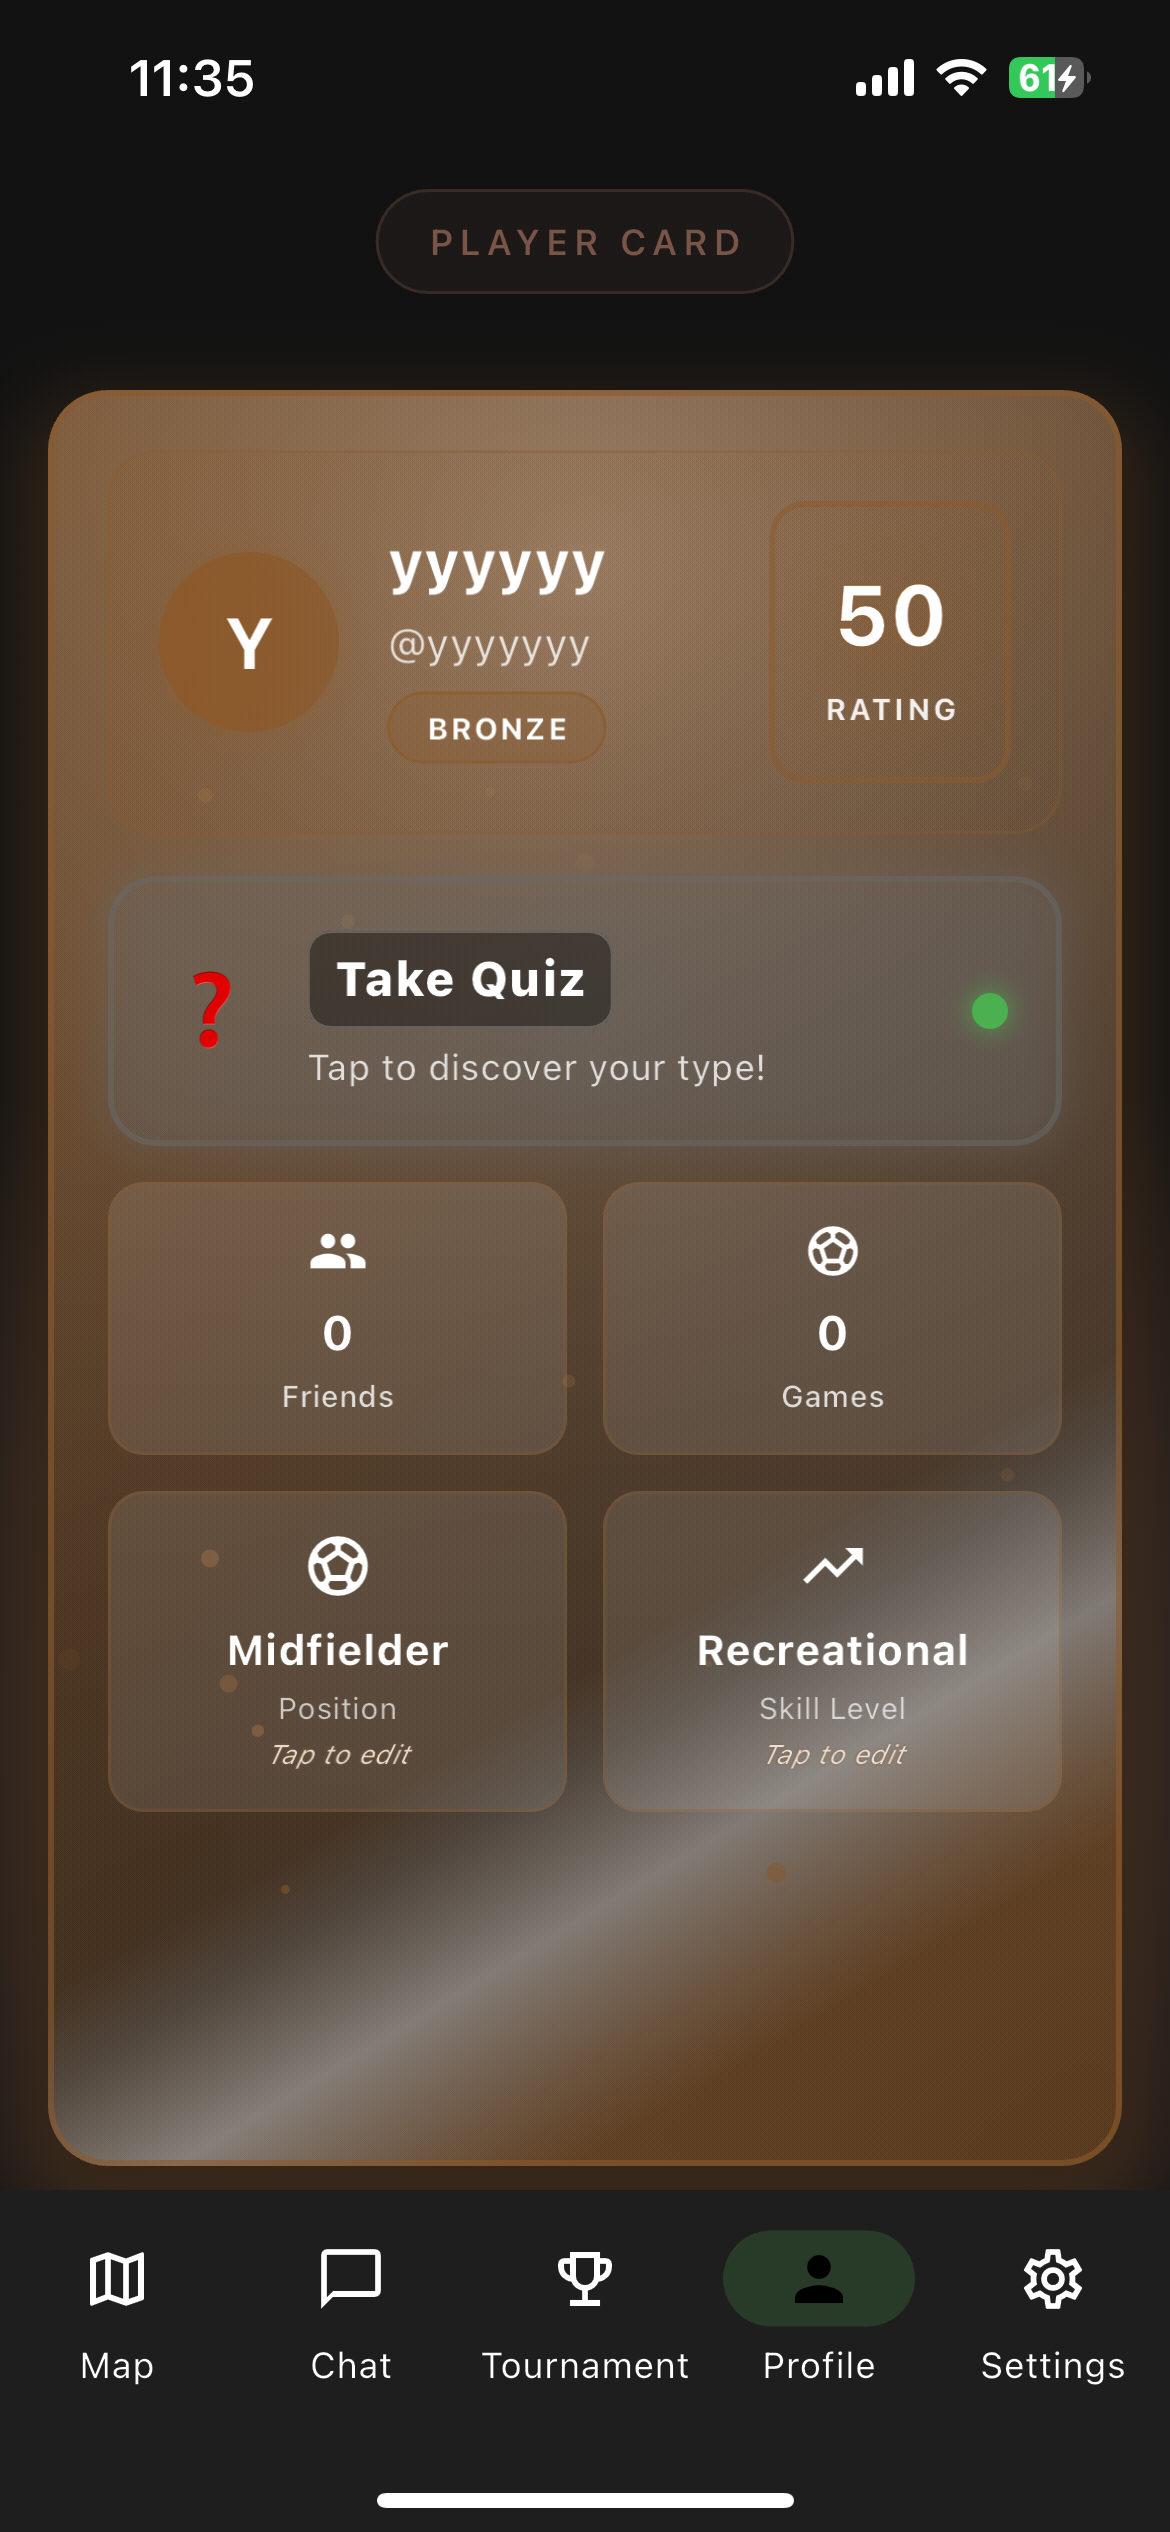 11:35
61
PLAYER CARD
Y
yyyyyy
@yyyyyyy
BRONZE
50
RATING
❓
Take Quiz
Tap to discover your type!
0
Friends
0
Games
Midfielder
Position
Tap to edit
Recreational
Skill Level
Tap to edit
Map
Chat
Tournament
Profile
Settings